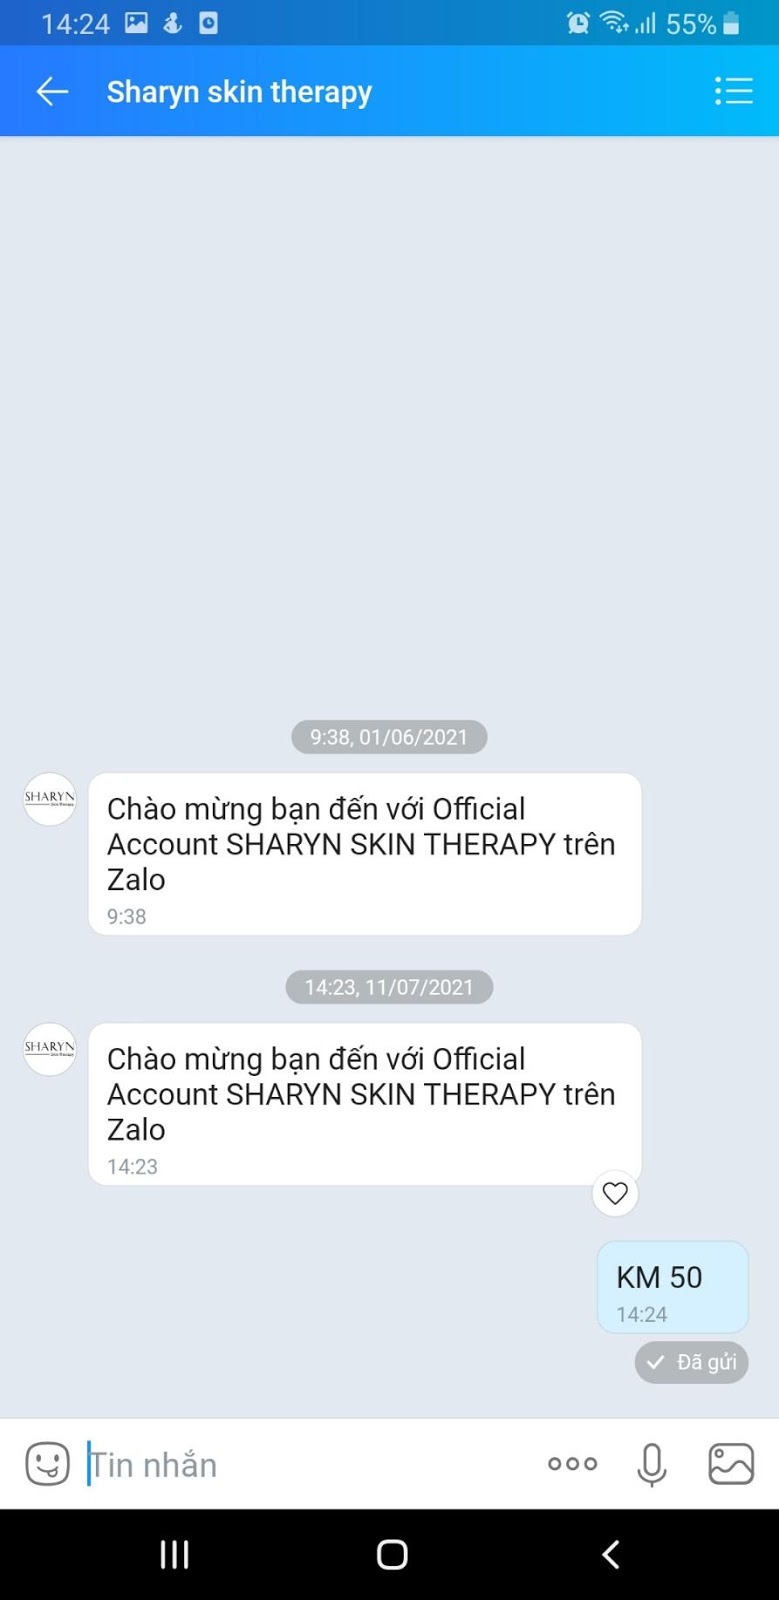 14:24 55%
Sharyn skin therapy
9:38, 01/06/2021
SHARYN
Chào mừng bạn đến với Official
Account SHARYN SKIN THERAPY trên
Zalo
9:38
14:23, 11/07/2021
SHARYN
Chào mừng bạn đến với Official
Account SHARYN SKIN THERAPY trên
Zalo
14:23
KM 50
14:24
Đã gửi
Tin nhắn